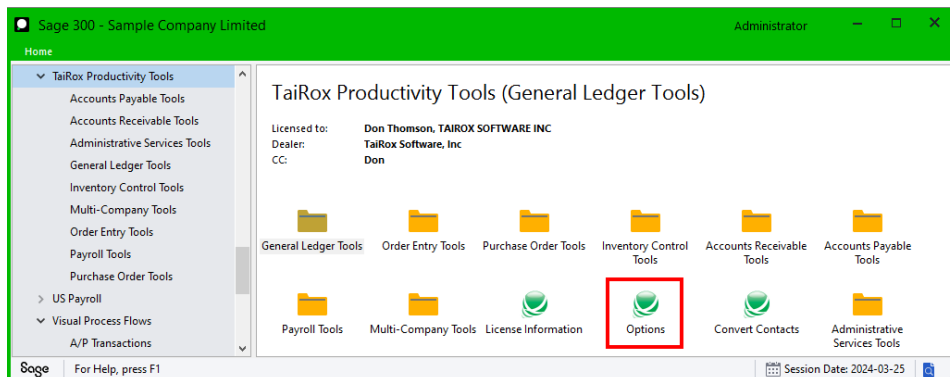 Sage 300 - Sample Company Limited
Administrator
Home
TaiRox Productivity Tools
Accounts Payable Tools
Accounts Receivable Tools
Administrative Services Tools
General Ledger Tools
Inventory Control Tools
Multi-Company Tools
Order Entry Tools
Payroll Tools
Purchase Order Tools
US Payroll
Visual Process Flows
A/P Transactions
TaiRox Productivity Tools (General Ledger Tools)
Licensed to: Don Thomson, TAIROX SOFTWARE INC
Dealer: TaiRox Software, Inc
CC: Don
General Ledger Tools
Order Entry Tools
Purchase Order Tools
Inventory Control
Tools
Accounts Receivable
Tools
Accounts Payable
Tools
Payroll Tools
Multi-Company Tools
License Information
Options
Convert Contacts
Administrative
Services Tools
Sage
For Help, press F1
Session Date: 2024-03-25